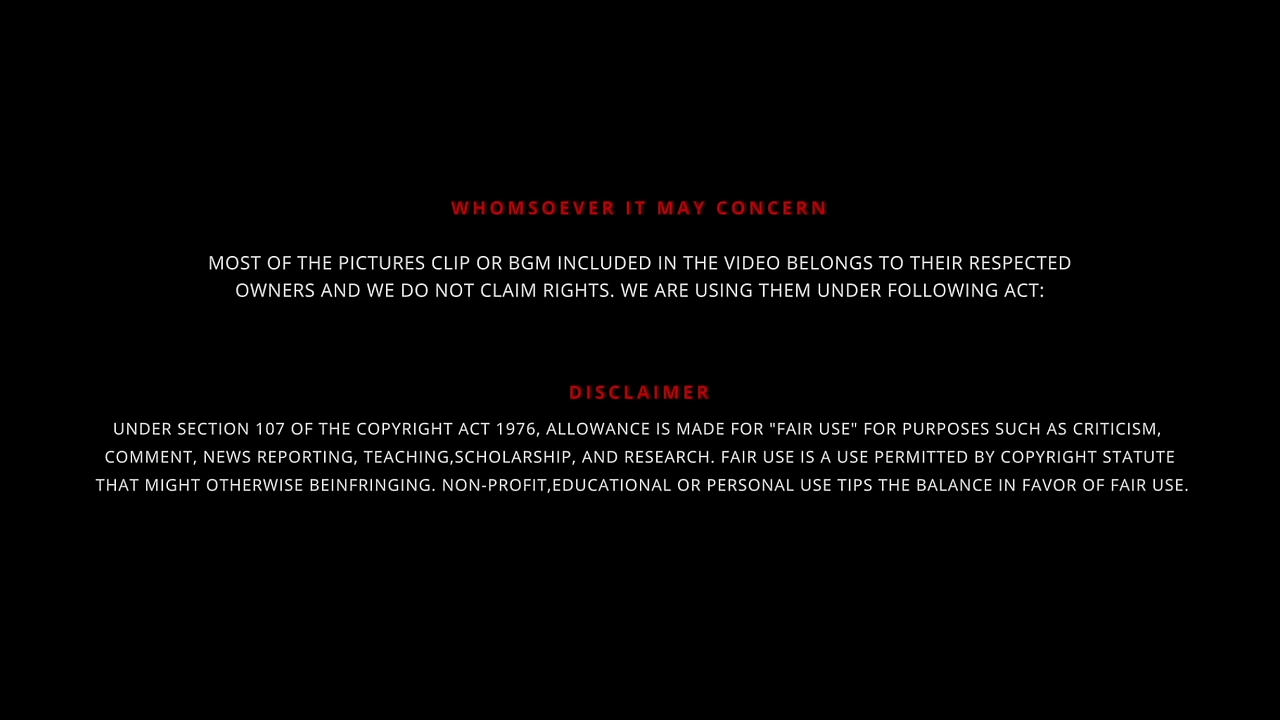 WHOMSOEVER IT MAY CONCERN
MOST OF THE PICTURES CLIP OR BGM INCLUDED IN THE VIDEO BELONGS TO THEIR RESPECTED
OWNERS AND WE DO NOT CLAIM RIGHTS. WE ARE USING THEM UNDER FOLLOWING ACT:
DISCLAIMER
UNDER SECTION 107 OF THE COPYRIGHT ACT 1976, ALLOWANCE IS MADE FOR "FAIR USE" FOR PURPOSES SUCH AS CRITICISM,
COMMENT, NEWS REPORTING, TEACHING,SCHOLARSHIP, AND RESEARCH. FAIR USE IS A USE PERMITTED BY COPYRIGHT STATUTE
THAT MIGHT OTHERWISE BEINFRINGING. NON-PROFIT,EDUCATIONAL OR PERSONAL USE TIPS THE BALANCE IN FAVOR OF FAIR USE.